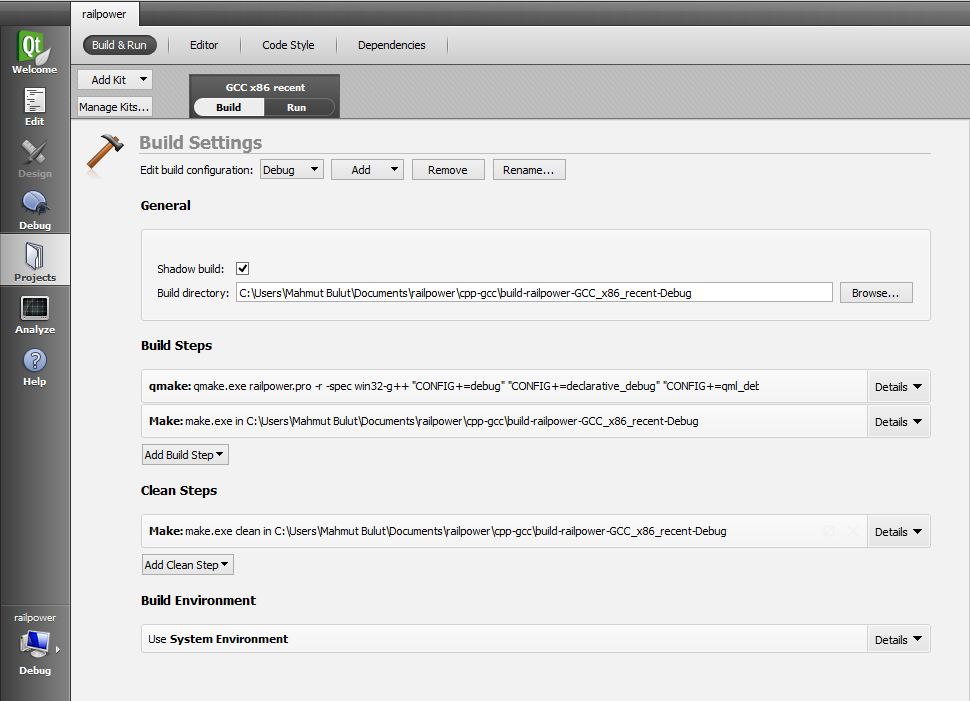 railpower
Build & Run
Editor
Code Style
Dependencies
Qt
Welcome
Edit
Design
Debug
Projects
Analyze
?
Help
railpower
Debug
Add Kit
Manage Kits...
GCC x86 recent
Build Run
Build Settings
Edit build configuration: Debug Add Remove Rename...
General
Shadow build:
Build directory: C:\Users\Mahmut Bulut\Documents\railpower\cpp-gcc\build-railpower-GCC_x86_recent-Debug Browse...
Build Steps
qmake: qmake.exe railpower.pro -r -spec win32-g++ "CONFIG+=debug" "CONFIG+=declarative_debug" "CONFIG+=qml_deb Details
Make: make.exe in C:\Users\Mahmut Bulut\Documents\railpower\cpp-gcc\build-railpower-GCC_x86_recent-Debug Details
Add Build Step
Clean Steps
Make: make.exe clean in C:\Users\Mahmut Bulut\Documents\railpower\cpp-gcc\build-railpower-GCC_x86_recent-Debug Details
Add Clean Step
Build Environment
Use System Environment Details